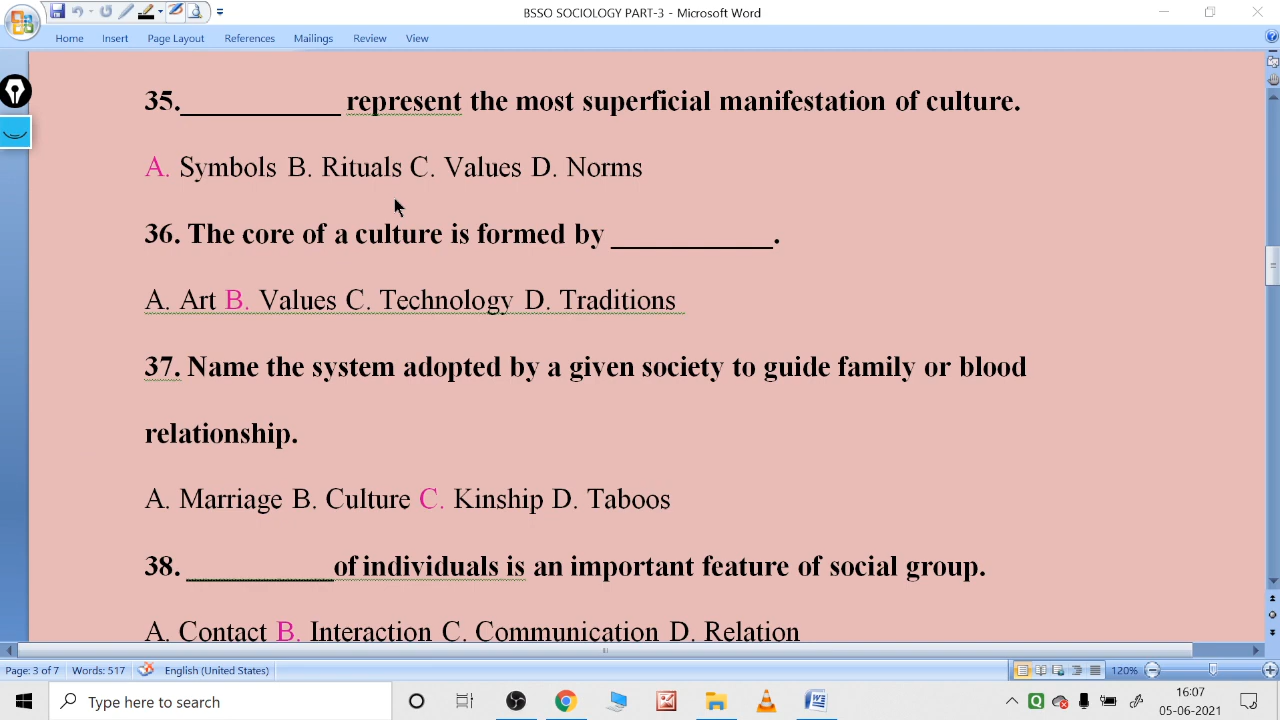 BSSO SOCIOLOGY PART-3 - Microsoft Word
Home Insert Page Layout References Mailings Review View
35.___________ represent the most superficial manifestation of culture.
A. Symbols B. Rituals C. Values D. Norms
36. The core of a culture is formed by ___________.
A. Art B. Values C. Technology D. Traditions
37. Name the system adopted by a given society to guide family or blood
relationship.
A. Marriage B. Culture C. Kinship D. Taboos
38. __________of individuals is an important feature of social group.
A. Contact B. Interaction C. Communication D. Relation
Page: 3 of 7 Words: 517 English (United States) 120%
Type here to search
16:07
05-06-2021